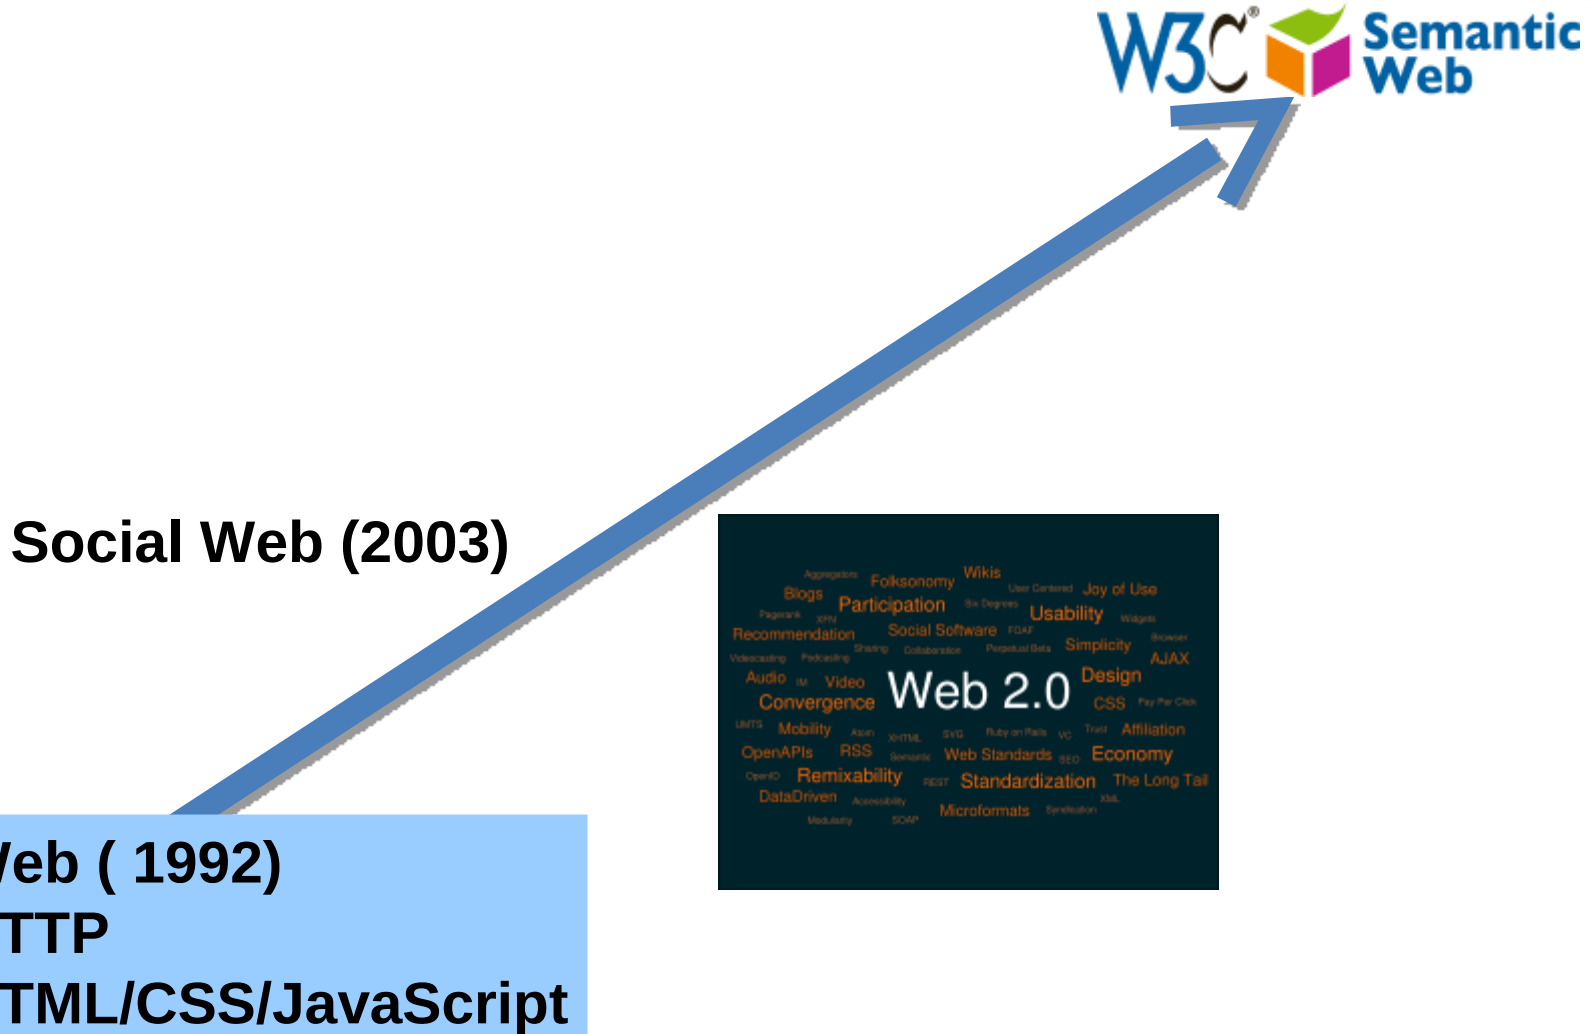 W3C® Semantic
Web
Social Web (2003)
Aggregators Folksonomy Wikis
Blogs User Centered Joy of Use
Participation Six Degrees Usability Widgets
Pagerank XFN
Recommendation Social Software FOAF Simplicity Browser
Videocasting Podcasting Sharing Collaboration Perpetual Beta AJAX
Audio IM Video Web 2.0 Design
Convergence CSS Pay Per Click
UMTS Mobility Atom XHTML SVG Ruby on Rails VC Trust Affiliation
OpenAPIs RSS Semantic Web Standards SEO Economy
OpenID Remixability REST Standardization The Long Tail
DataDriven Accessibility Microformats Syndication XML
Modularity SOAP
Web ( 1992)
TTP
TML/CSS/JavaScript